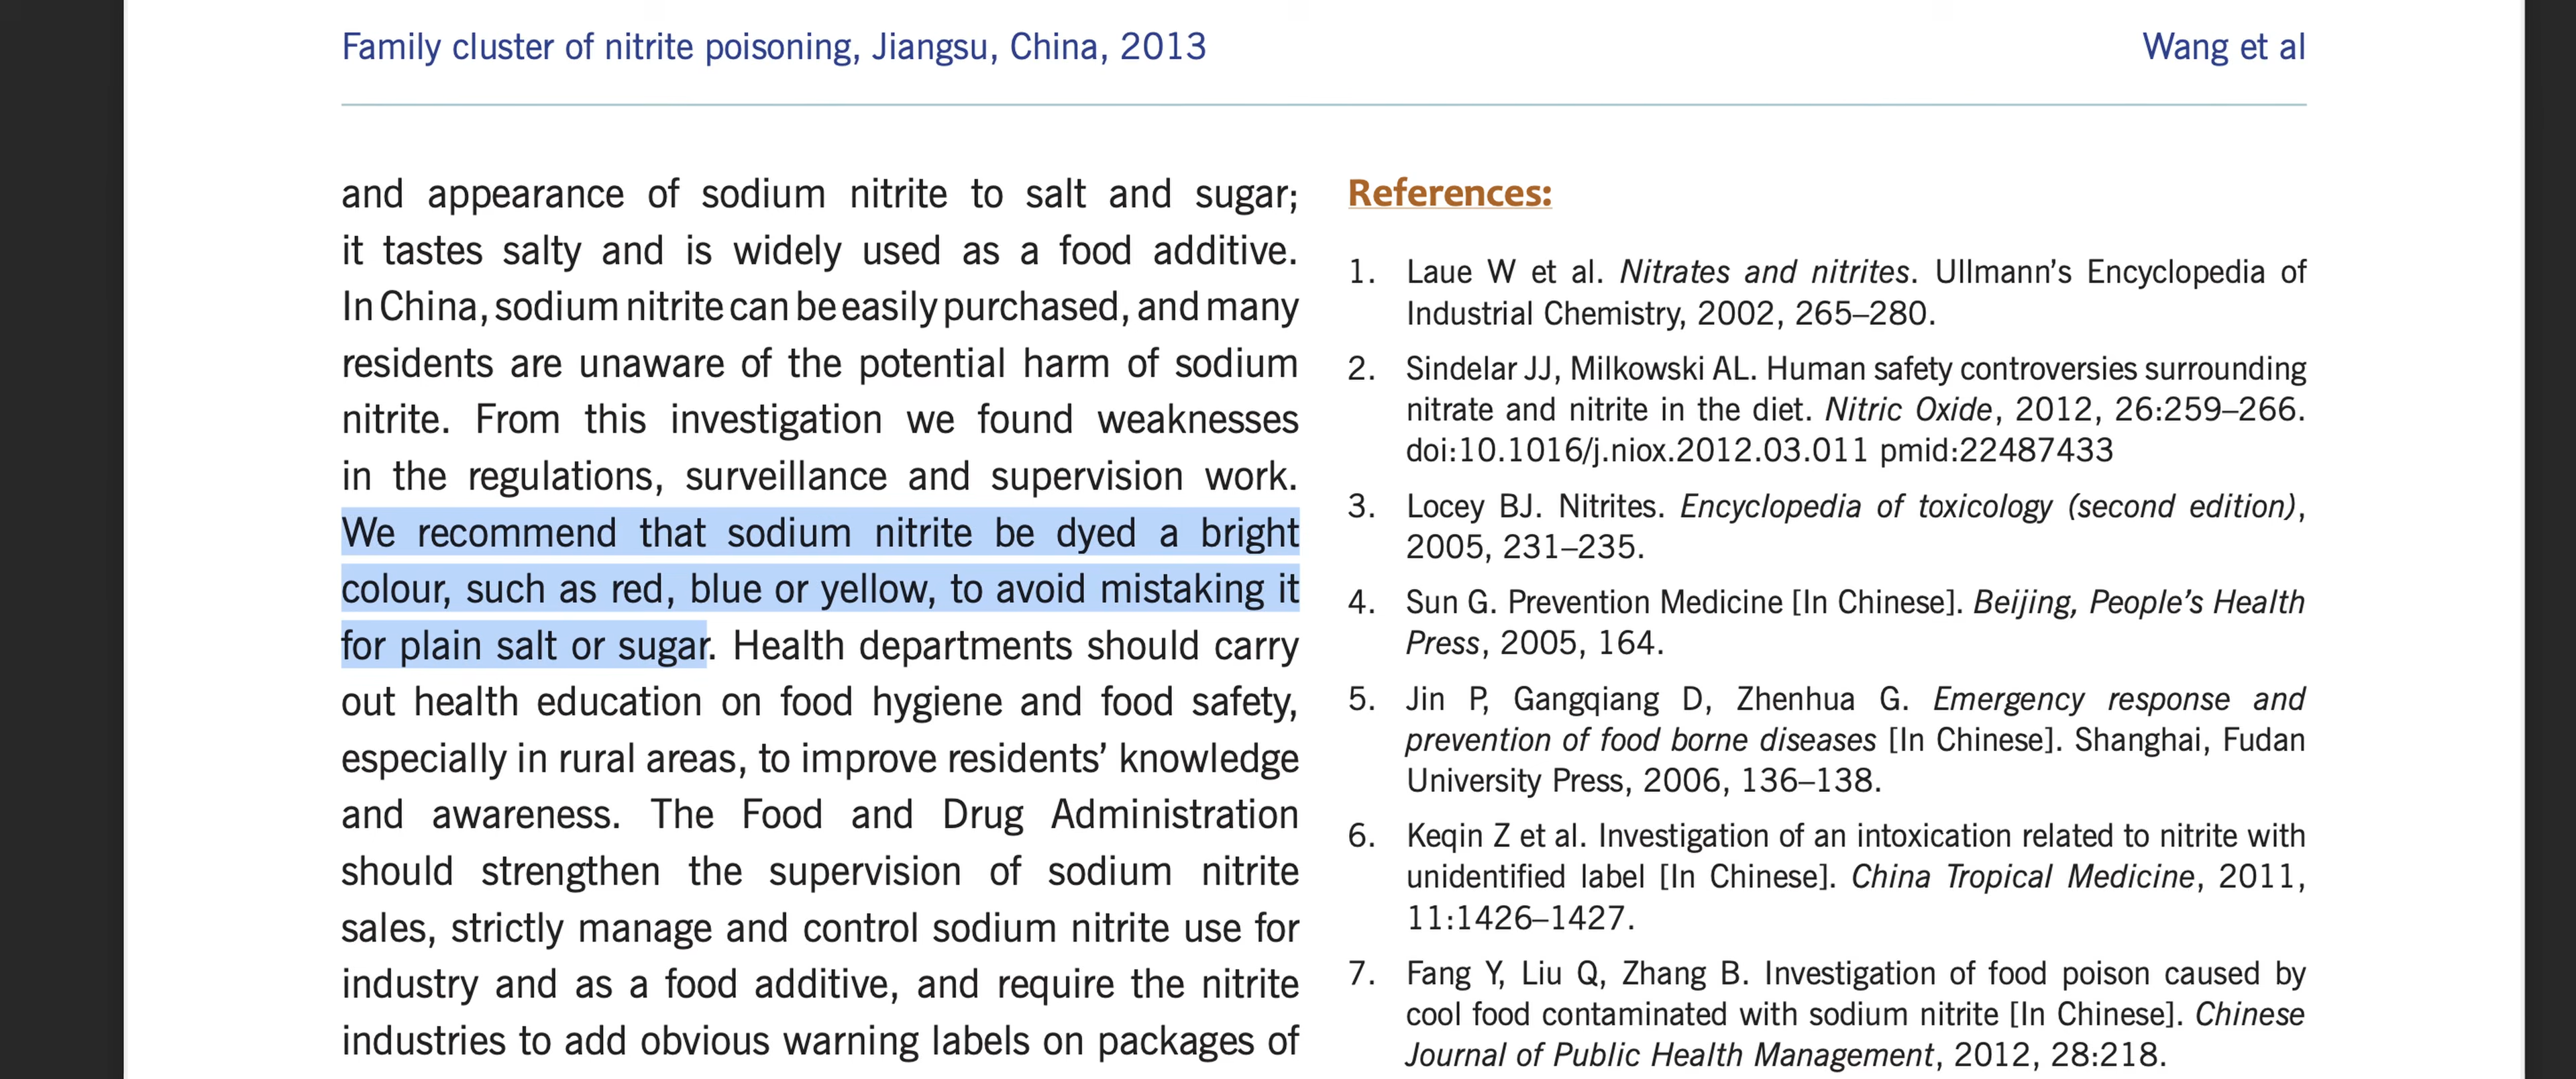 Family cluster of nitrite poisoning, Jiangsu, China, 2013
Wang et al
and appearance of sodium nitrite to salt and sugar;
it tastes salty and is widely used as a food additive.
In China, sodium nitrite can be easily purchased, and many
residents are unaware of the potential harm of sodium
nitrite. From this investigation we found weaknesses
in the regulations, surveillance and supervision work.
We recommend that sodium nitrite be dyed a bright
colour, such as red, blue or yellow, to avoid mistaking it
for plain salt or sugar. Health departments should carry
out health education on food hygiene and food safety,
especially in rural areas, to improve residents’ knowledge
and awareness. The Food and Drug Administration
should strengthen the supervision of sodium nitrite
sales, strictly manage and control sodium nitrite use for
industry and as a food additive, and require the nitrite
industries to add obvious warning labels on packages of
References:
1. Laue W et al. Nitrates and nitrites. Ullmann’s Encyclopedia of
Industrial Chemistry, 2002, 265–280.
2. Sindelar JJ, Milkowski AL. Human safety controversies surrounding
nitrate and nitrite in the diet. Nitric Oxide, 2012, 26:259–266.
doi:10.1016/j.niox.2012.03.011 pmid:22487433
3. Locey BJ. Nitrites. Encyclopedia of toxicology (second edition),
2005, 231–235.
4. Sun G. Prevention Medicine [In Chinese]. Beijing, People’s Health
Press, 2005, 164.
5. Jin P, Gangqiang D, Zhenhua G. Emergency response and
prevention of food borne diseases [In Chinese]. Shanghai, Fudan
University Press, 2006, 136–138.
6. Keqin Z et al. Investigation of an intoxication related to nitrite with
unidentified label [In Chinese]. China Tropical Medicine, 2011,
11:1426–1427.
7. Fang Y, Liu Q, Zhang B. Investigation of food poison caused by
cool food contaminated with sodium nitrite [In Chinese]. Chinese
Journal of Public Health Management, 2012, 28:218.